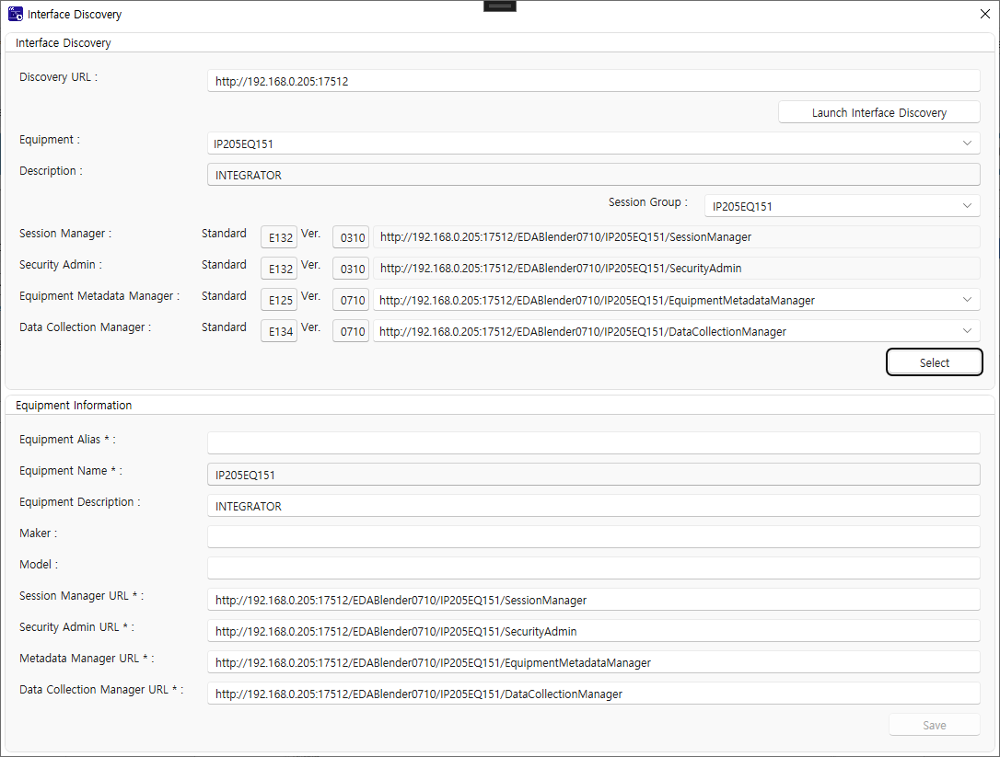 Interface Discovery
Interface Discovery
Discovery URL :
http://192.168.0.205:17512
Launch Interface Discovery
Equipment :
IP205EQ151
Description :
INTEGRATOR
Session Group :
IP205EQ151
Session Manager : Standard E132 Ver. 0310 http://192.168.0.205:17512/EDABlender0710/IP205EQ151/SessionManager
Security Admin : Standard E132 Ver. 0310 http://192.168.0.205:17512/EDABlender0710/IP205EQ151/SecurityAdmin
Equipment Metadata Manager : Standard E125 Ver. 0710 http://192.168.0.205:17512/EDABlender0710/IP205EQ151/EquipmentMetadataManager
Data Collection Manager : Standard E134 Ver. 0710 http://192.168.0.205:17512/EDABlender0710/IP205EQ151/DataCollectionManager
Select
Equipment Information
Equipment Alias * :
Equipment Name * :
IP205EQ151
Equipment Description :
INTEGRATOR
Maker :
Model :
Session Manager URL * :
http://192.168.0.205:17512/EDABlender0710/IP205EQ151/SessionManager
Security Admin URL * :
http://192.168.0.205:17512/EDABlender0710/IP205EQ151/SecurityAdmin
Metadata Manager URL * :
http://192.168.0.205:17512/EDABlender0710/IP205EQ151/EquipmentMetadataManager
Data Collection Manager URL * :
http://192.168.0.205:17512/EDABlender0710/IP205EQ151/DataCollectionManager
Save